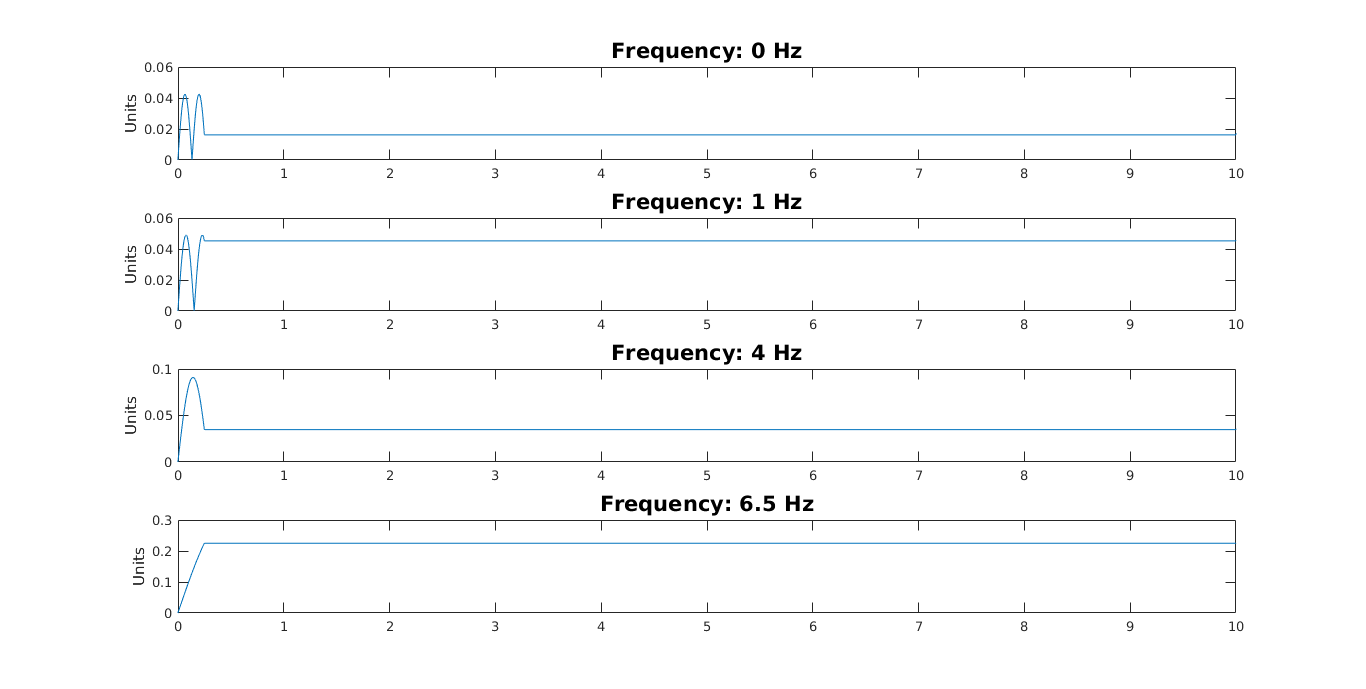 Frequency: 0 Hz
0.06
0.04
0.02
0
Units
0 1 2 3 4 5 6 7 8 9 10
Frequency: 1 Hz
0.06
0.04
0.02
0
Units
0 1 2 3 4 5 6 7 8 9 10
Frequency: 4 Hz
0.1
0.05
0
Units
0 1 2 3 4 5 6 7 8 9 10
Frequency: 6.5 Hz
0.3
0.2
0.1
0
Units
0 1 2 3 4 5 6 7 8 9 10